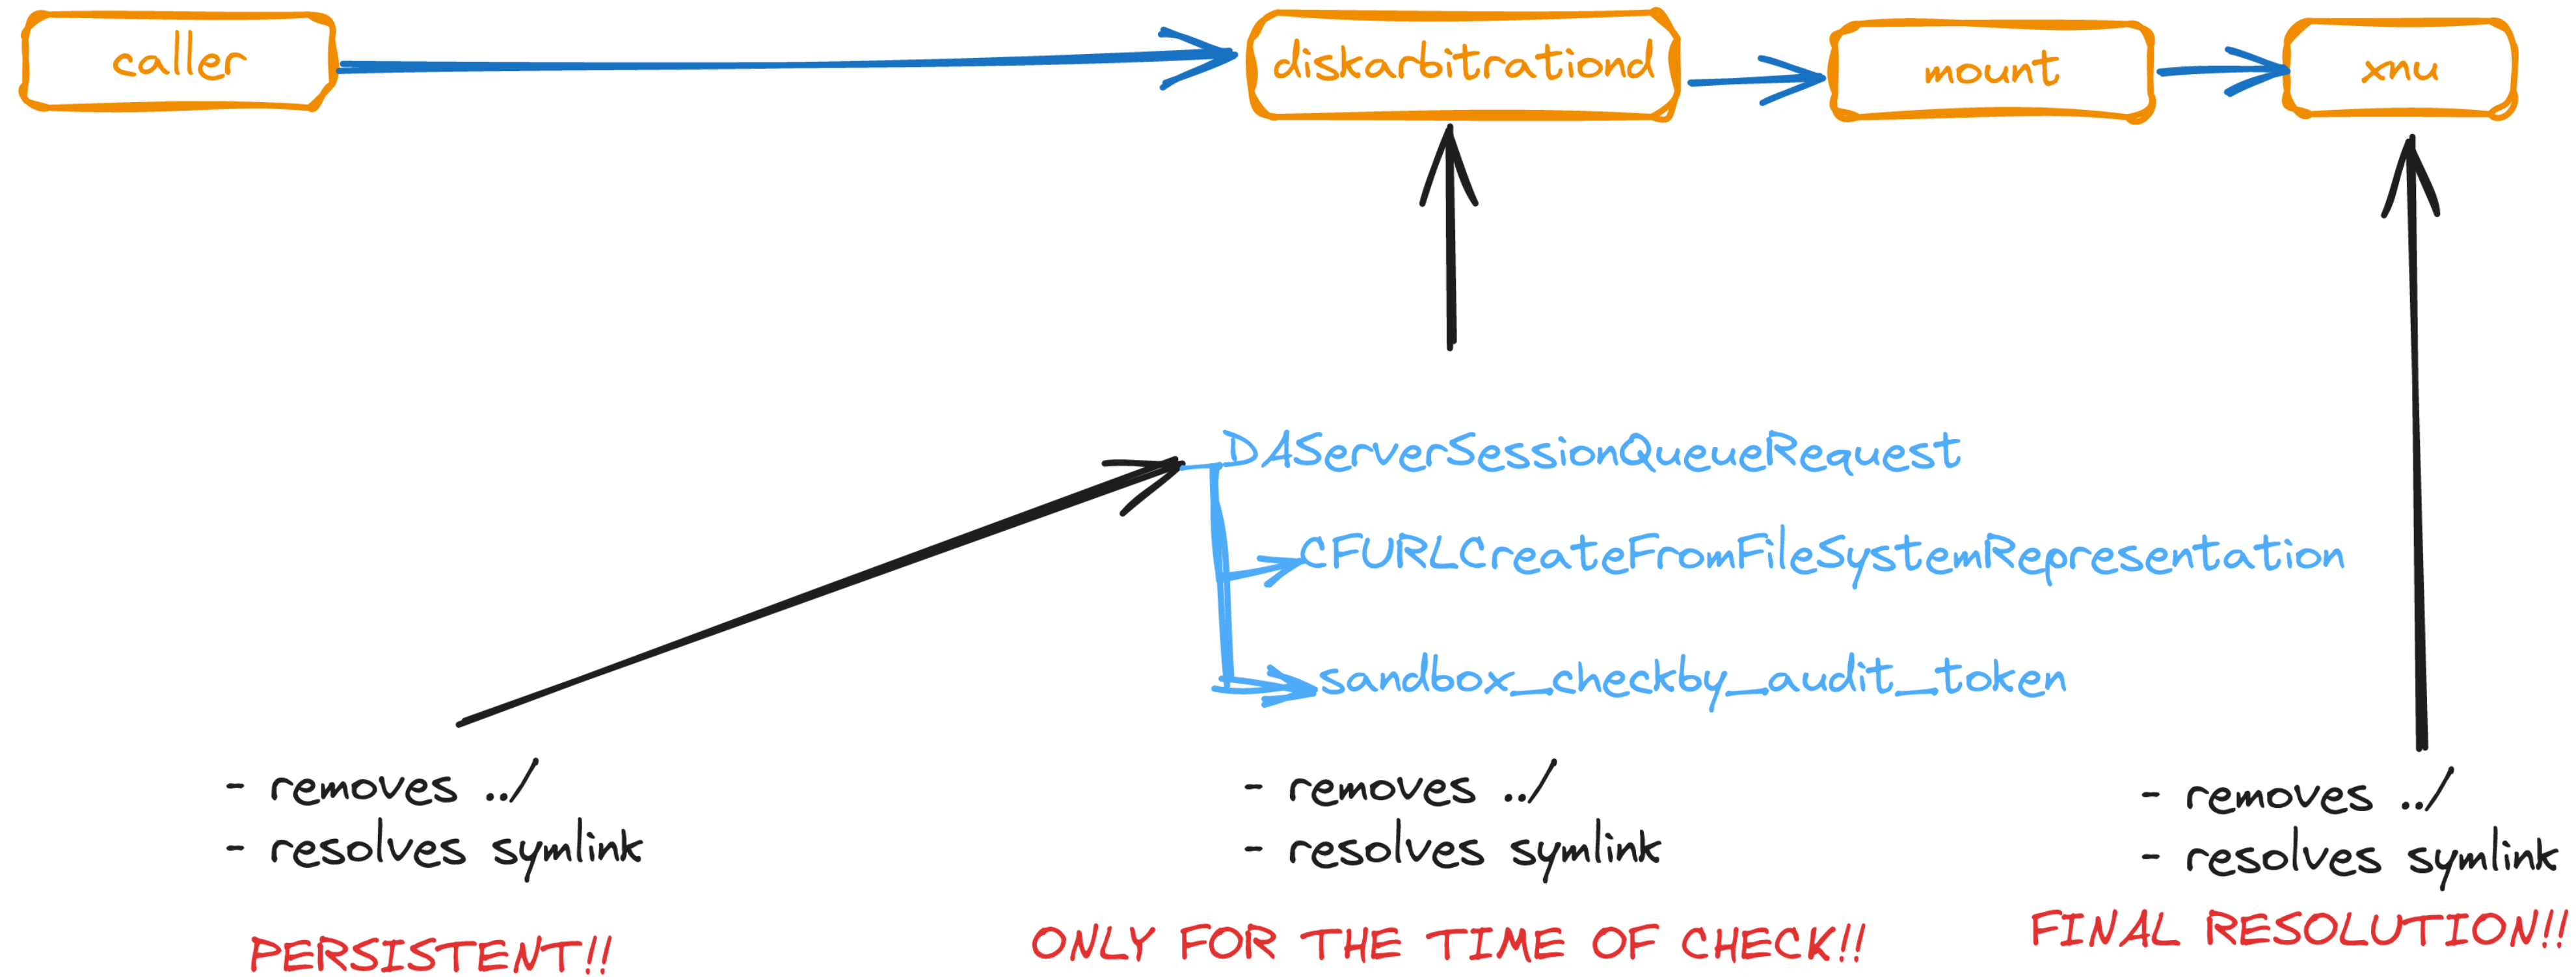 caller
diskarbitrationd
mount
xnu
DAServerSessionQueueRequest
CFURLCreateFromFileSystemRepresentation
sandbox_checkby_audit_token
- removes ../
- resolves symlink
PERSISTENT!!
- removes ../
- resolves symlink
ONLY FOR THE TIME OF CHECK!!
- removes ../
- resolves symlink
FINAL RESOLUTION!!